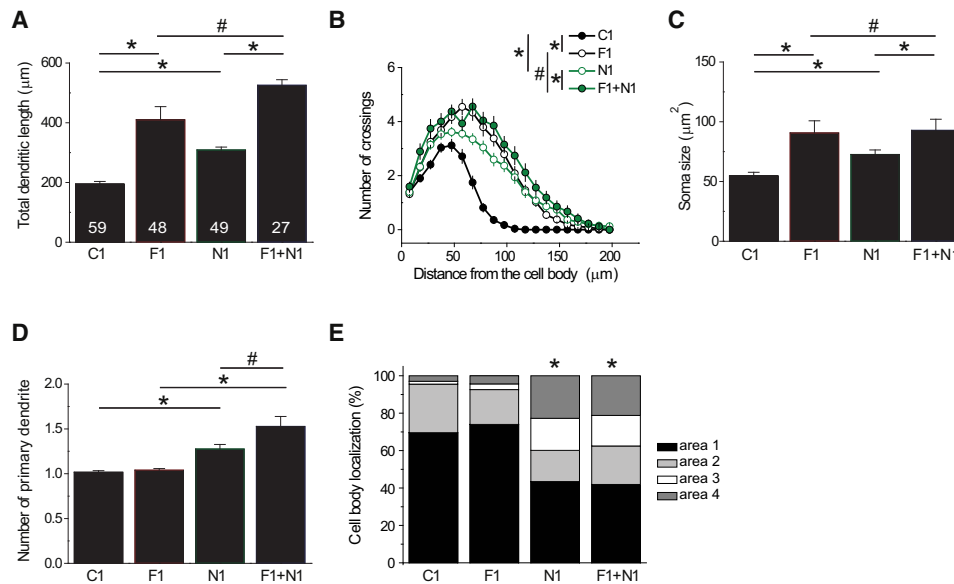 A
#
*
*
*
Total dendritic length (μm)
600
400
200
0
59
48
49
27
C1
F1
N1
F1+N1
B
*
*
#
*
C1
F1
N1
F1+N1
Number of crossings
6
4
2
0
0
50
100
150
200
Distance from the cell body (μm)
C
#
*
*
*
Soma size (μm²)
150
100
50
0
C1
F1
N1
F1+N1
D
#
*
*
Number of primary dendrite
2.0
1.5
1.0
0.5
0.0
C1
F1
N1
F1+N1
E
* *
Cell body localization (%)
100
80
60
40
20
0
C1
F1
N1
F1+N1
area 1
area 2
area 3
area 4